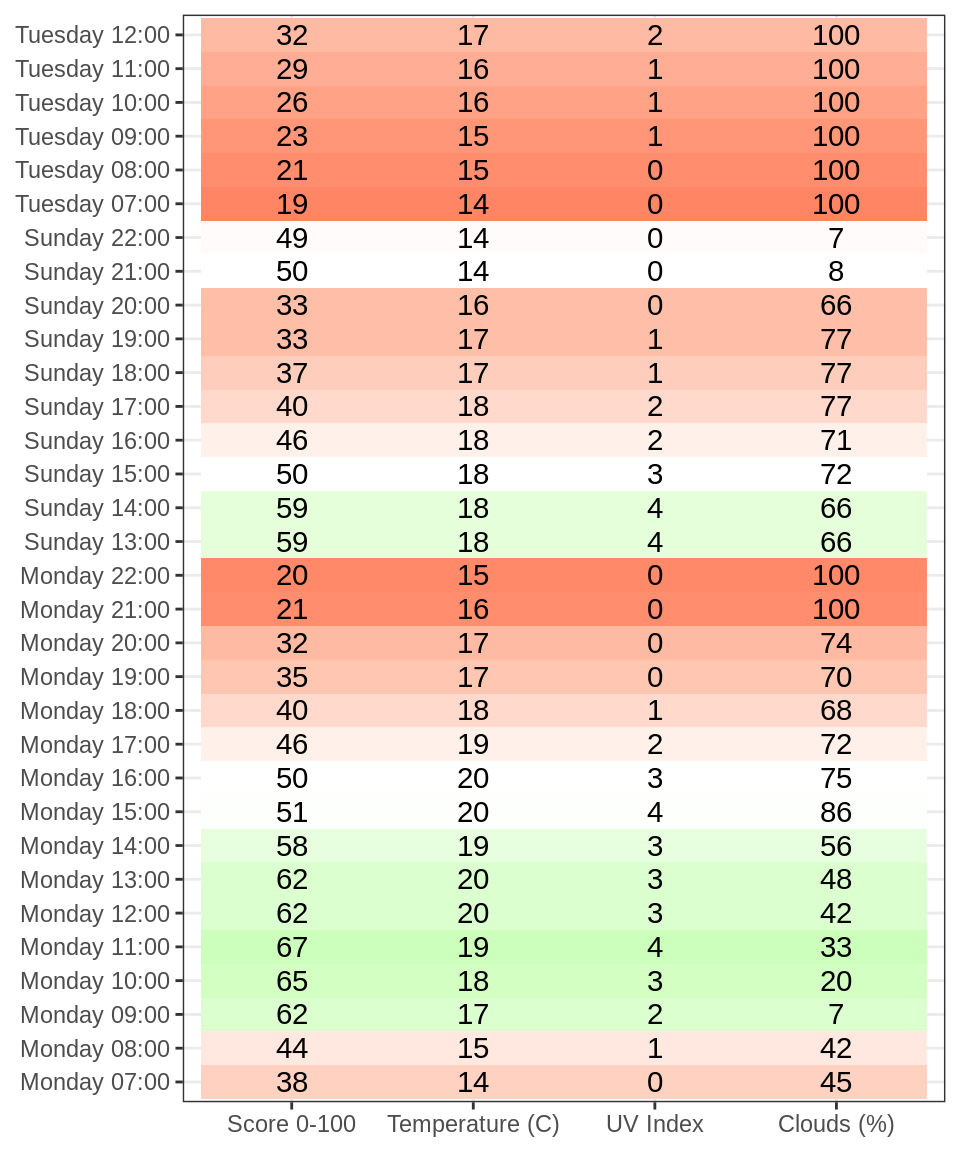 Tuesday 12:00 32 17 2 100
Tuesday 11:00 29 16 1 100
Tuesday 10:00 26 16 1 100
Tuesday 09:00 23 15 1 100
Tuesday 08:00 21 15 0 100
Tuesday 07:00 19 14 0 100
Sunday 22:00 49 14 0 7
Sunday 21:00 50 14 0 8
Sunday 20:00 33 16 0 66
Sunday 19:00 33 17 1 77
Sunday 18:00 37 17 1 77
Sunday 17:00 40 18 2 77
Sunday 16:00 46 18 2 71
Sunday 15:00 50 18 3 72
Sunday 14:00 59 18 4 66
Sunday 13:00 59 18 4 66
Monday 22:00 20 15 0 100
Monday 21:00 21 16 0 100
Monday 20:00 32 17 0 74
Monday 19:00 35 17 0 70
Monday 18:00 40 18 1 68
Monday 17:00 46 19 2 72
Monday 16:00 50 20 3 75
Monday 15:00 51 20 4 86
Monday 14:00 58 19 3 56
Monday 13:00 62 20 3 48
Monday 12:00 62 20 3 42
Monday 11:00 67 19 4 33
Monday 10:00 65 18 3 20
Monday 09:00 62 17 2 7
Monday 08:00 44 15 1 42
Monday 07:00 38 14 0 45
Score 0-100 Temperature (C) UV Index Clouds (%)